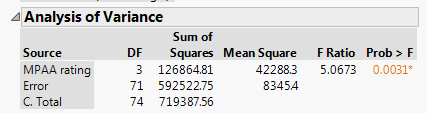 Analysis of Variance
Sum of
Source DF Squares Mean Square F Ratio Prob > F
MPAA rating 3 126864.81 42288.3 5.0673 0.0031*
Error 71 592522.75 8345.4
C. Total 74 719387.56